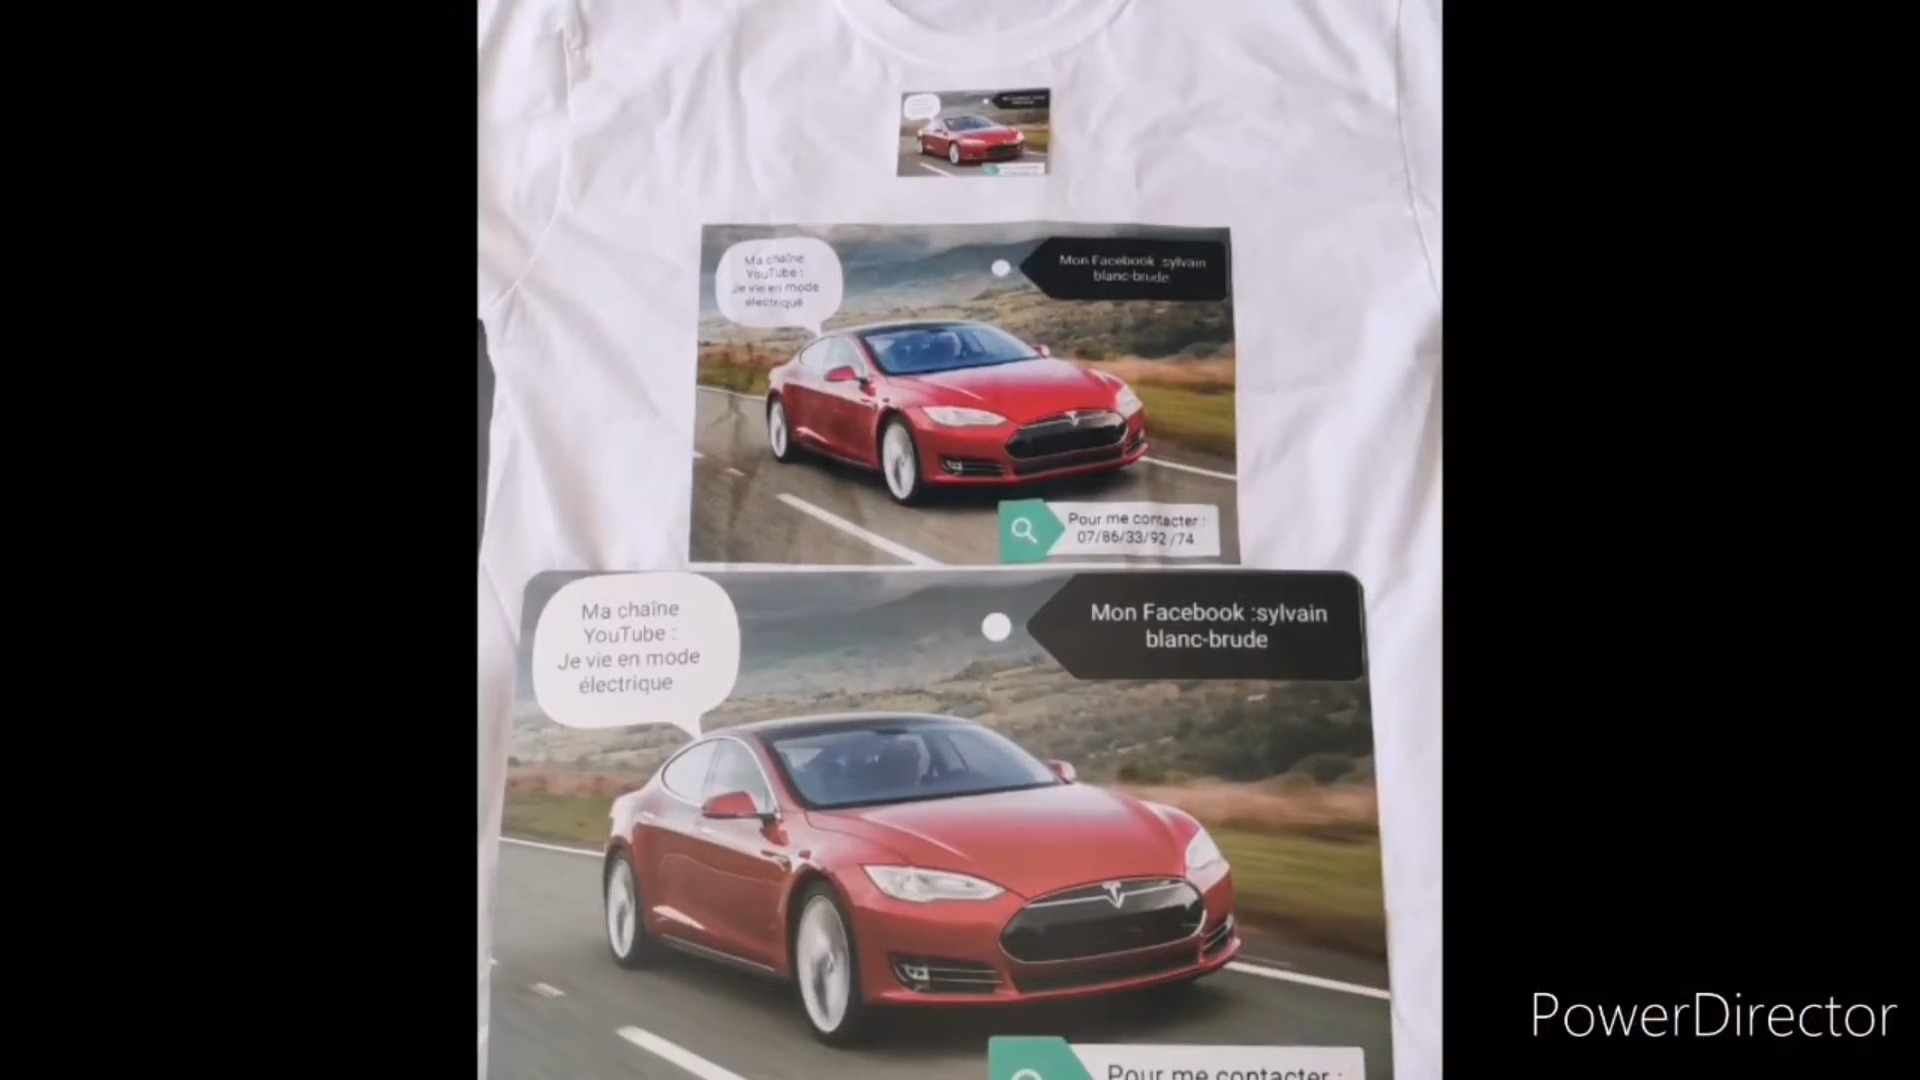 Ma chaîne
YouTube :
Je vie en mode
électrique
Mon Facebook :sylvain
blanc-brude
Pour me contacter :
07/86/33/92/74
Ma chaîne
YouTube :
Je vie en mode
électrique
Mon Facebook :sylvain
blanc-brude
Pour me contacter :
PowerDirector